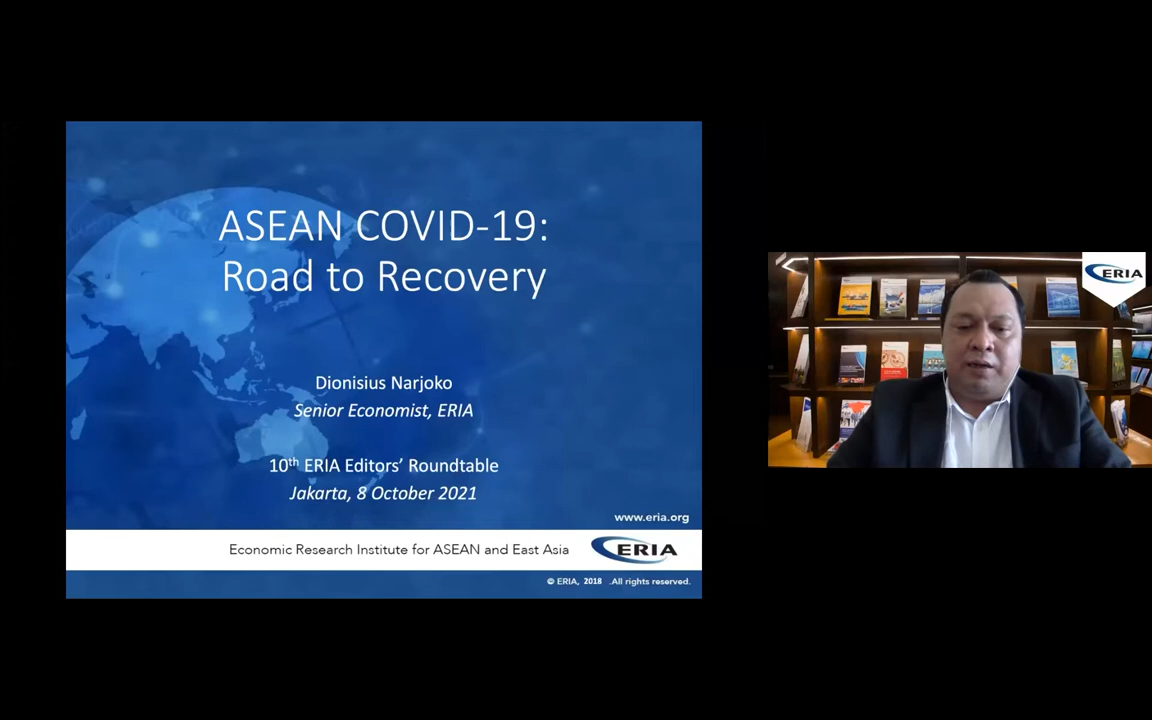 ASEAN COVID-19:
Road to Recovery
Dionisius Narjoko
Senior Economist, ERIA
10th ERIA Editors' Roundtable
Jakarta, 8 October 2021
www.eria.org
Economic Research Institute for ASEAN and East Asia
ERIA
© ERIA, 2018 .All rights reserved.
ERIA